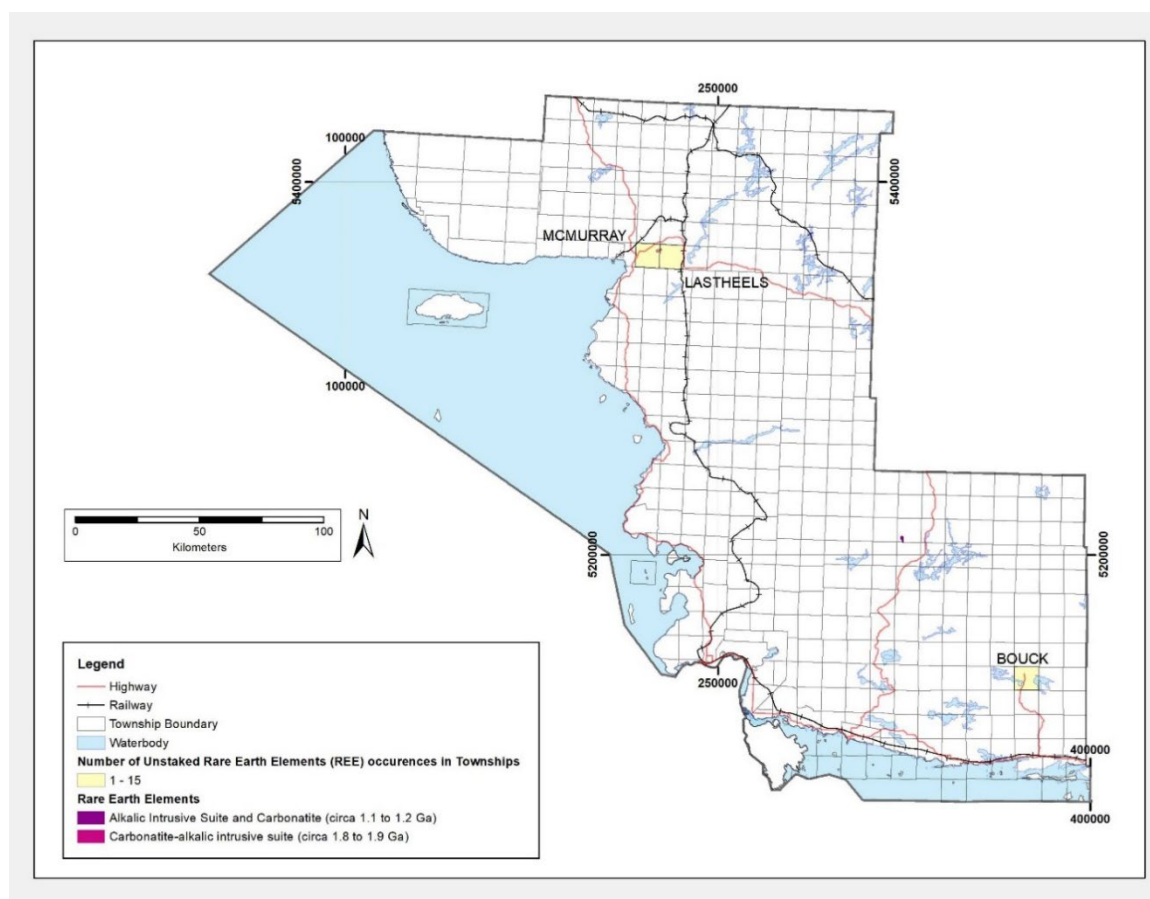 250000
100000
5400000
5400000
MCMURRAY
LASTHEELS
100000
N
0 50 100
Kilometers
5200000
5200000
BOUCK
250000
400000
400000
Legend
Highway
Railway
Township Boundary
Waterbody
Number of Unstaked Rare Earth Elements (REE) occurences in Townships
1 - 15
Rare Earth Elements
Alkalic Intrusive Suite and Carbonatite (circa 1.1 to 1.2 Ga)
Carbonatite-alkalic intrusive suite (circa 1.8 to 1.9 Ga)